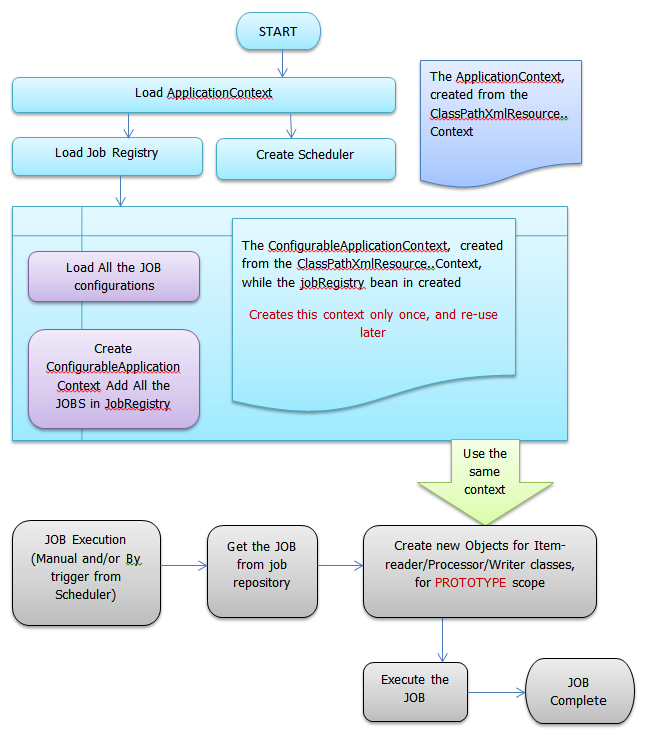 START
Load ApplicationContext
The ApplicationContext,
created from the
ClassPathXmlResource..
Context
Load Job Registry
Create Scheduler
Load All the JOB
configurations
The ConfigurableApplicationContext, created
from the ClassPathXmlResource..Context,
while the jobRegistry bean in created
Creates this context only once, and re-use
later
Create
ConfigurableApplication
Context Add All the
JOBS in JobRegistry
Use the
same
context
JOB Execution
(Manual and/or By
trigger from
Scheduler)
Get the JOB
from job
repository
Create new Objects for Item-
reader/Processor/Writer classes,
for PROTOTYPE scope
Execute the
JOB
JOB
Complete